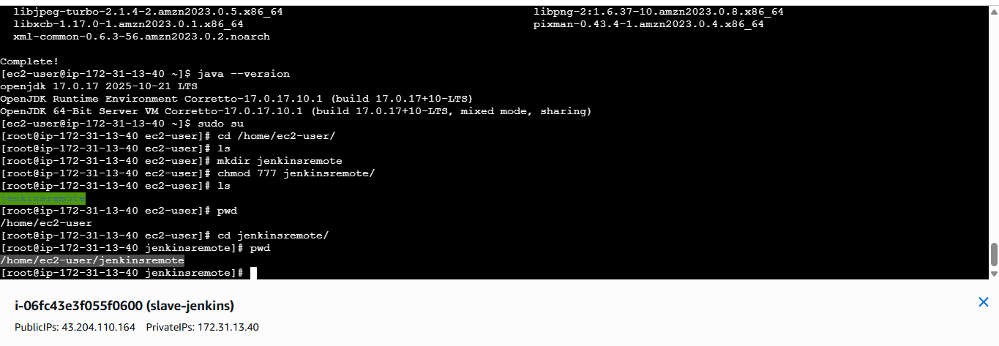 libjpeg-turbo-2.1.4-2.amzn2023.0.5.x86_64 libpng-2:1.6.37-10.amzn2023.0.8.x86_64
libxcb-1.17.0-1.amzn2023.0.1.x86_64 pixman-0.43.4-1.amzn2023.0.4.x86_64
xml-common-0.6.3-56.amzn2023.0.2.noarch
Complete!
[ec2-user@ip-172-31-13-40 ~]$ java --version
openjdk 17.0.17 2025-10-21 LTS
OpenJDK Runtime Environment Corretto-17.0.17.10.1 (build 17.0.17+10-LTS)
OpenJDK 64-Bit Server VM Corretto-17.0.17.10.1 (build 17.0.17+10-LTS, mixed mode, sharing)
[ec2-user@ip-172-31-13-40 ~]$ sudo su
[root@ip-172-31-13-40 ec2-user]# cd /home/ec2-user/
[root@ip-172-31-13-40 ec2-user]# ls
[root@ip-172-31-13-40 ec2-user]# mkdir jenkinsremote
[root@ip-172-31-13-40 ec2-user]# chmod 777 jenkinsremote/
[root@ip-172-31-13-40 ec2-user]# ls
jenkinsremote
[root@ip-172-31-13-40 ec2-user]# pwd
/home/ec2-user
[root@ip-172-31-13-40 ec2-user]# cd jenkinsremote/
[root@ip-172-31-13-40 jenkinsremote]# pwd
/home/ec2-user/jenkinsremote
[root@ip-172-31-13-40 jenkinsremote]#
i-06fc43e3f055f0600 (slave-jenkins)
PublicIPs: 43.204.110.164 PrivateIPs: 172.31.13.40